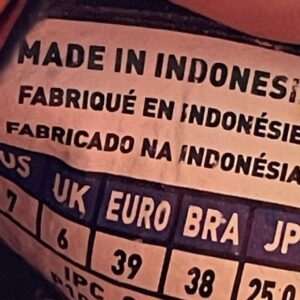 MADE IN INDONESI
FABRIQUÉ EN INDONÉSIE
FABRICADO NA INDONÉSIA
US UK EURO BRA JP
7 6 39 38 25.0
IPC